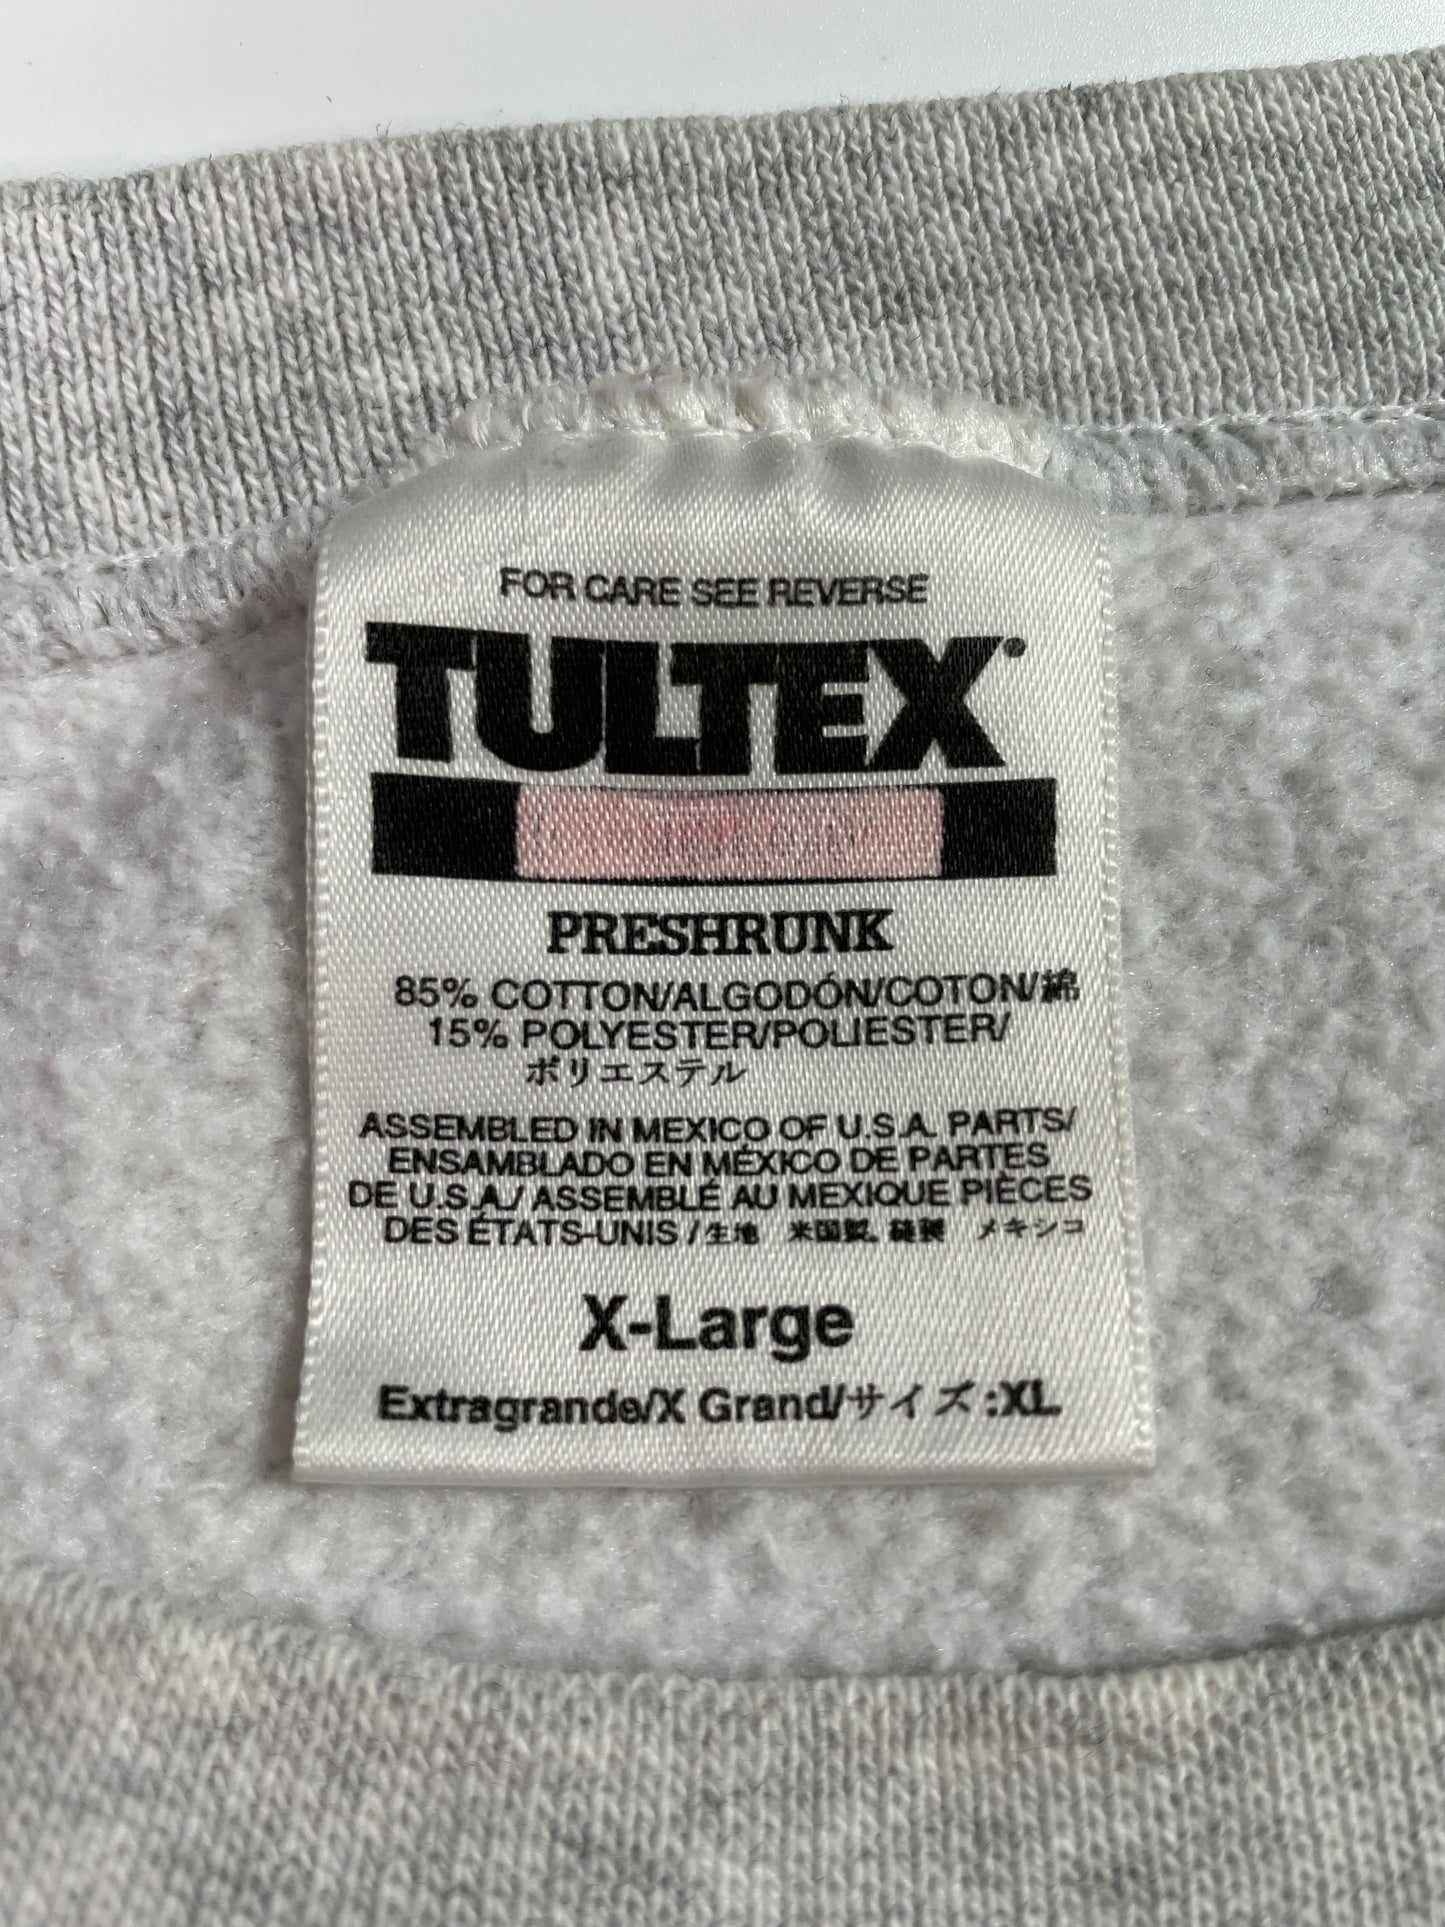 FOR CARE SEE REVERSE
TULTEX®
PRESHRUNK
85% COTTON/ALGODÓN/COTON/綿
15% POLYESTER/POLIESTER/
ポリエステル
ASSEMBLED IN MEXICO OF U.S.A. PARTS/
ENSAMBLADO EN MÉXICO DE PARTES
DE U.S.A./ASSEMBLÉ AU MEXIQUE PIÈCES
DES ÉTATS-UNIS/生地 米国製, 縫製 メキシコ
X-Large
Extragrande/X Grand/サイズ:XL